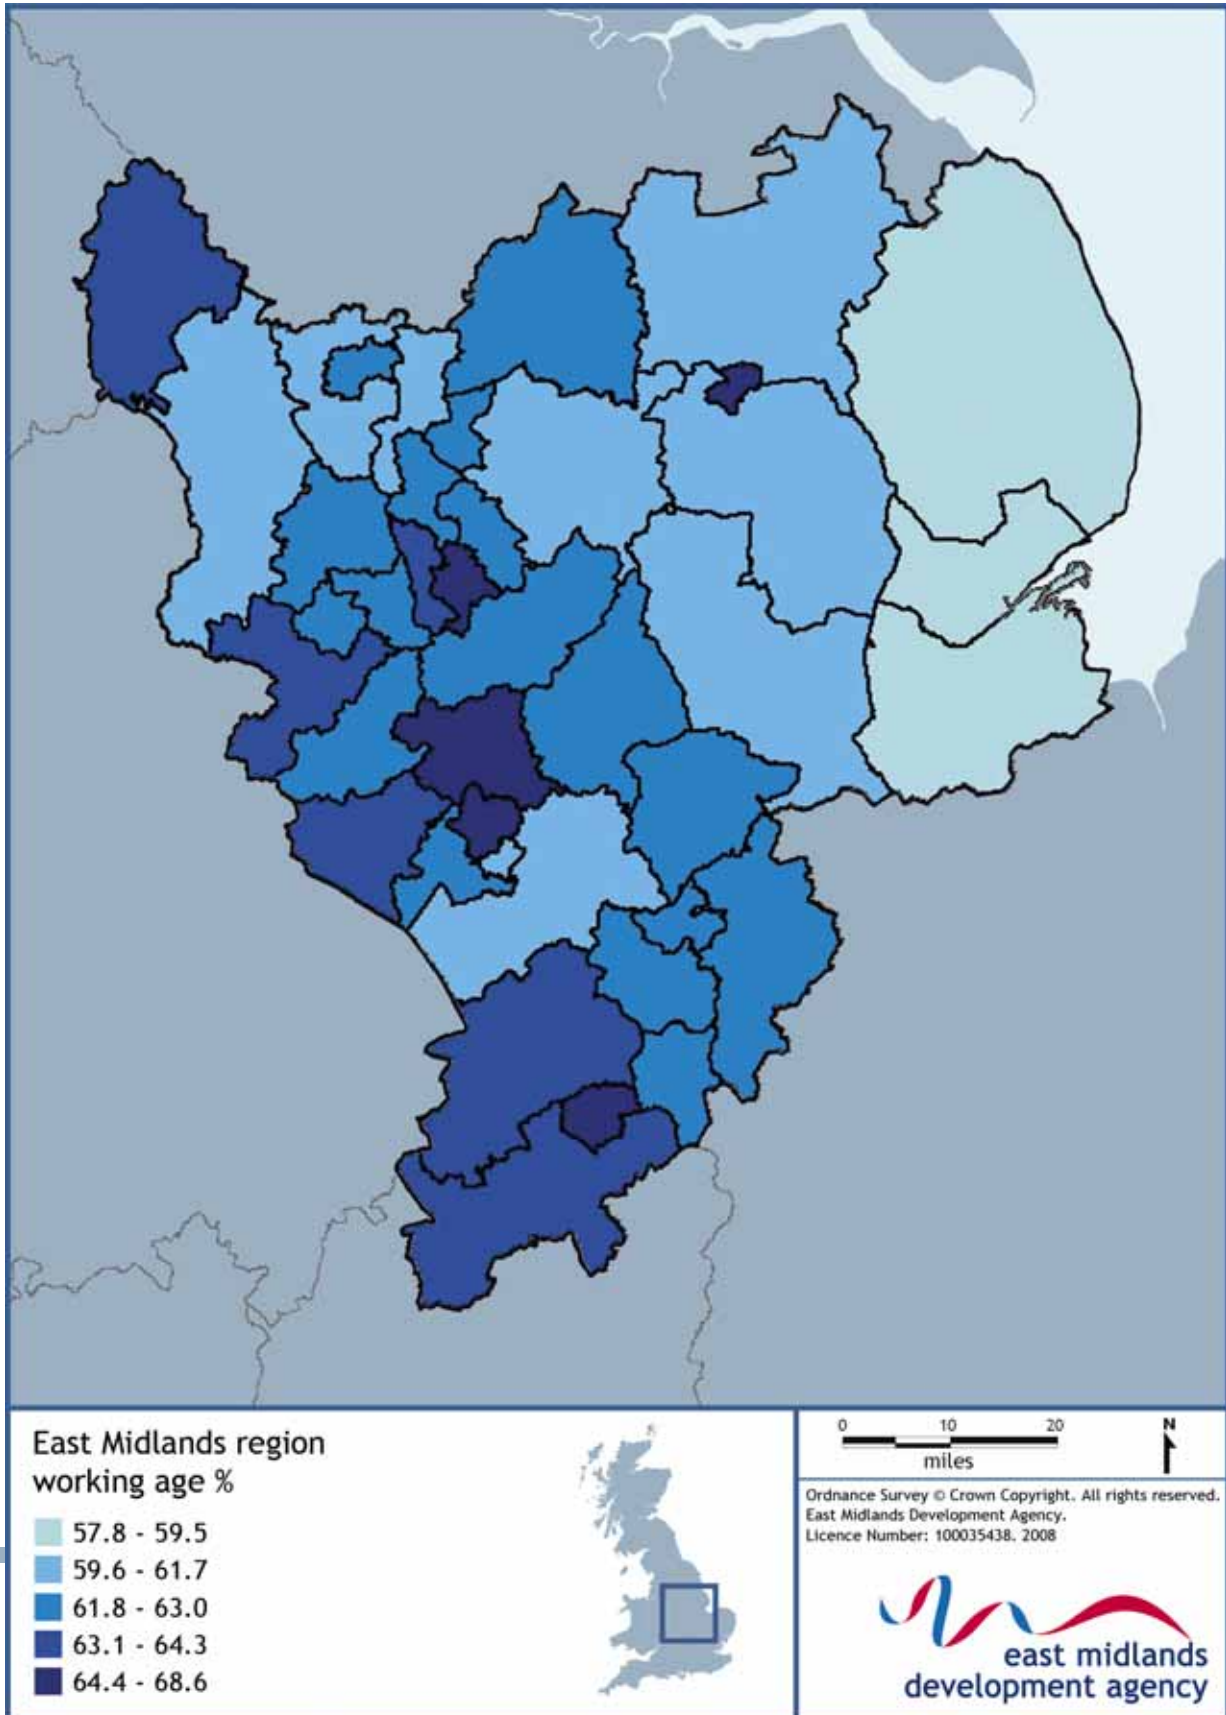 East Midlands region
working age %
57.8 - 59.5
59.6 - 61.7
61.8 - 63.0
63.1 - 64.3
64.4 - 68.6
0 10 20
miles
N
Ordnance Survey © Crown Copyright. All rights reserved.
East Midlands Development Agency.
Licence Number: 100035438. 2008
east midlands
development agency